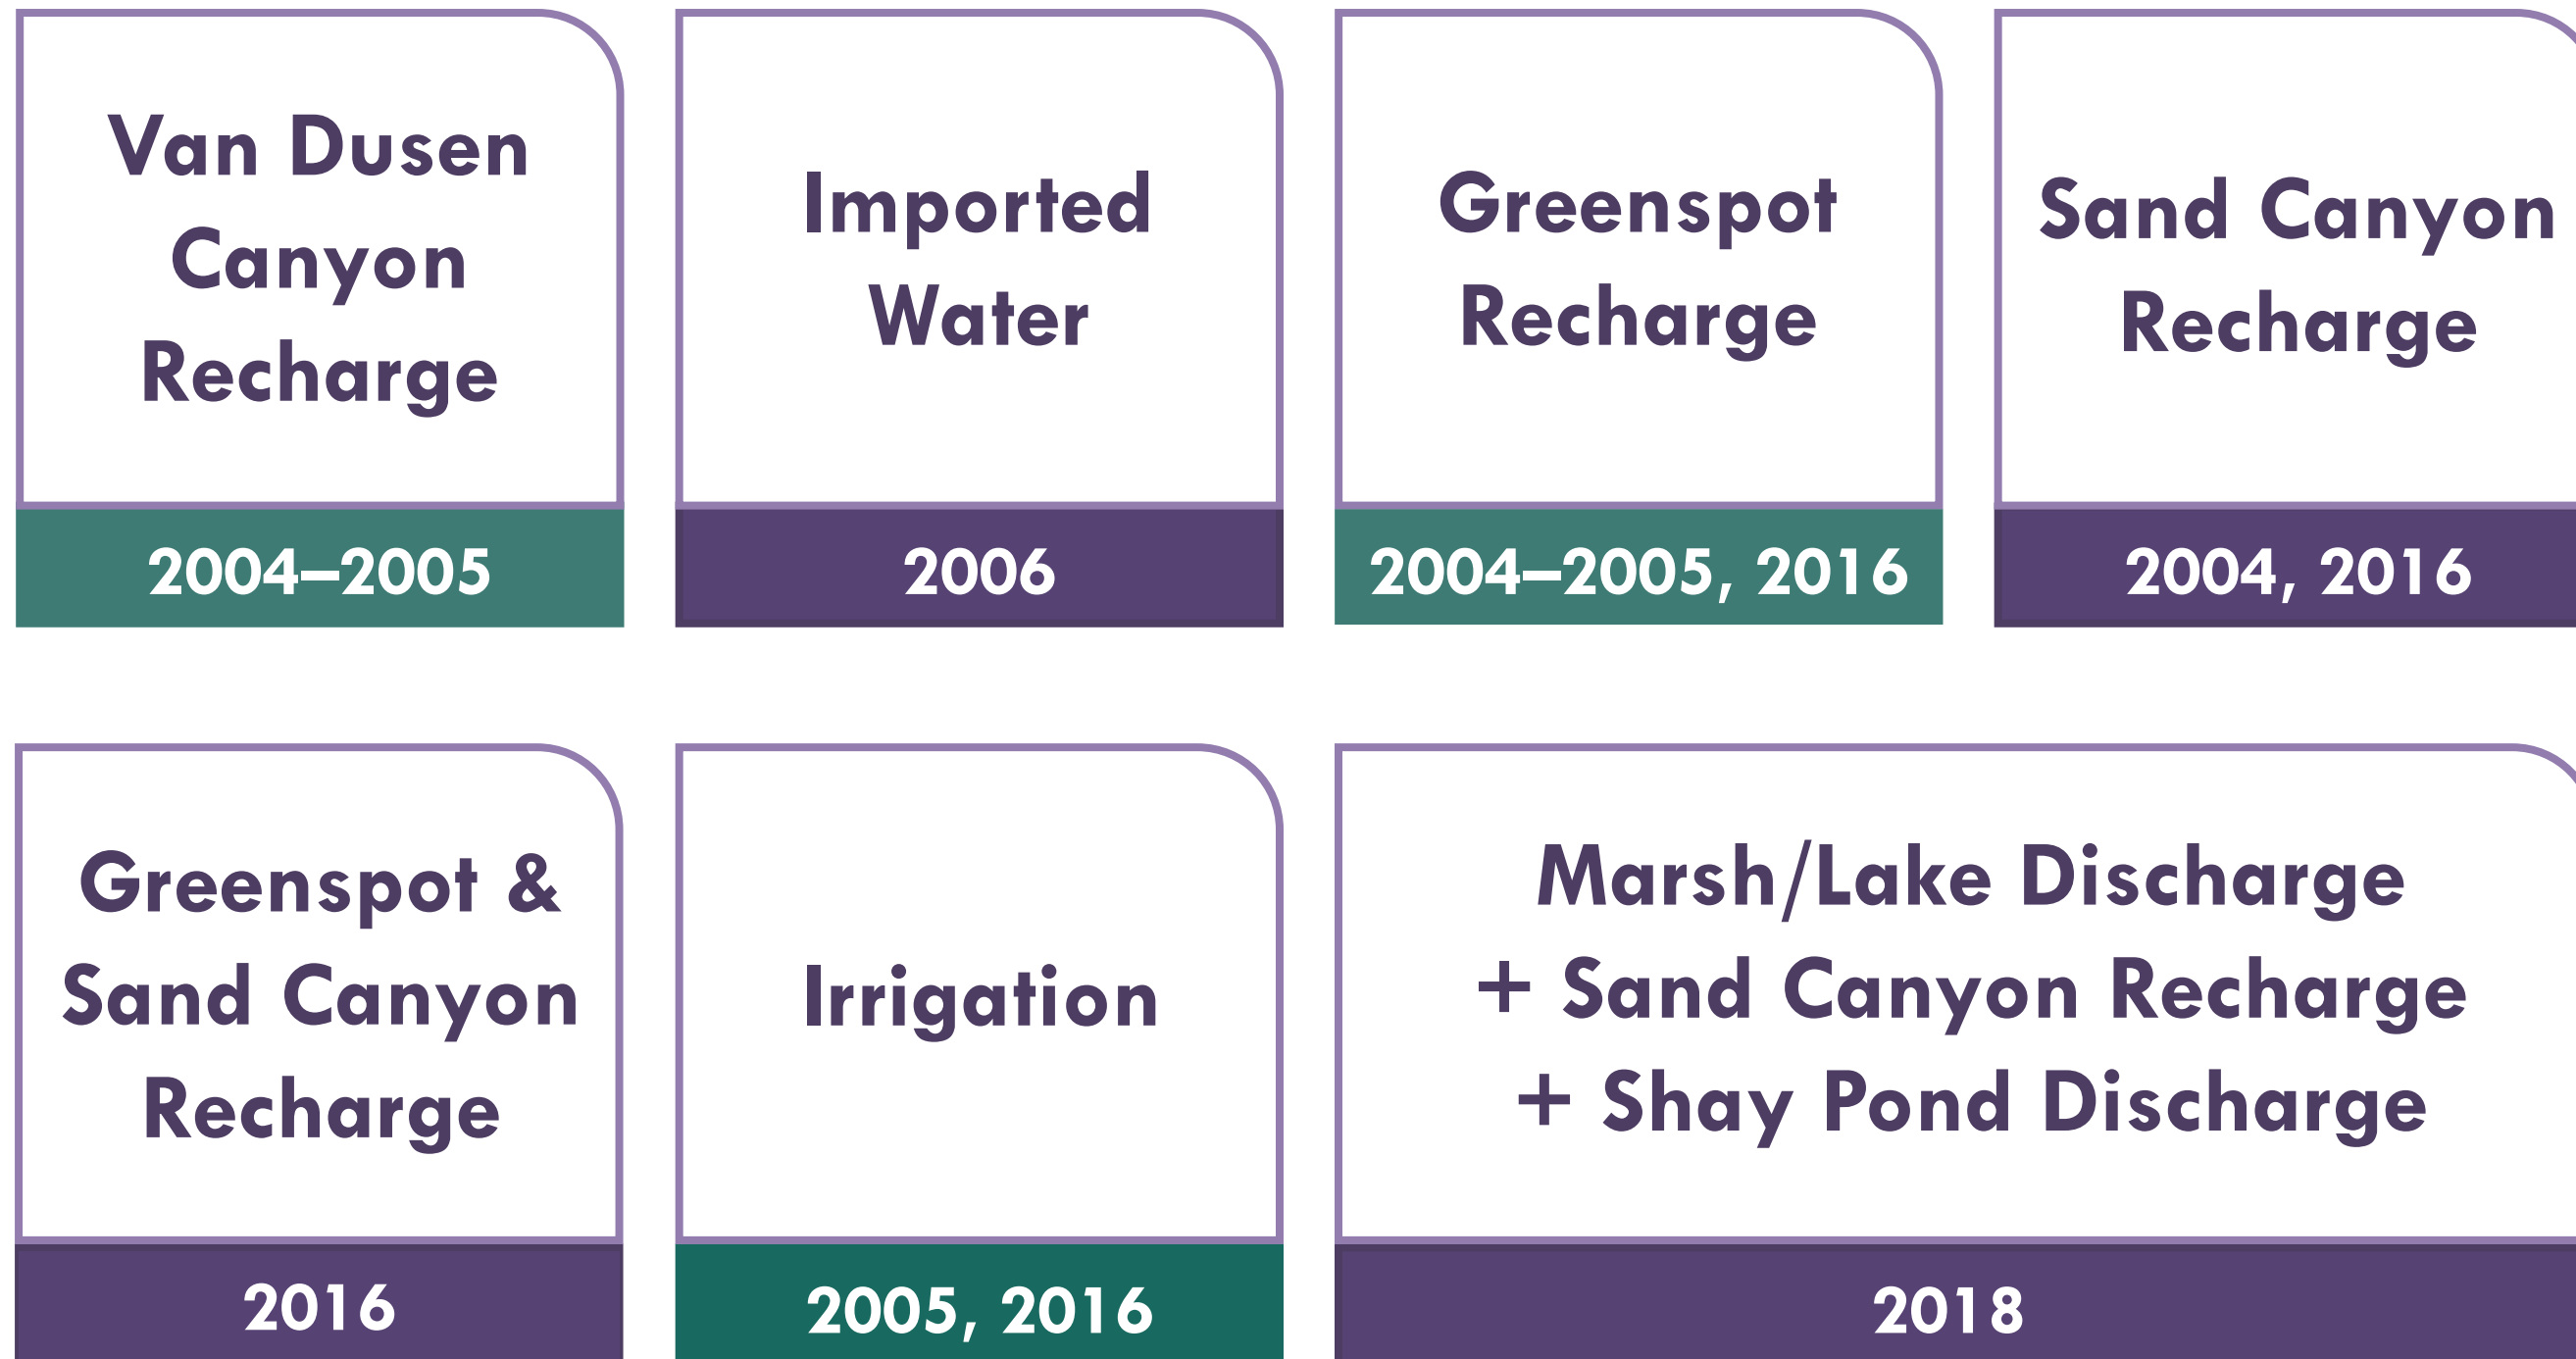 Van Dusen
Canyon
Recharge
2004–2005
Imported
Water
2006
Greenspot
Recharge
2004–2005, 2016
Sand Canyon
Recharge
2004, 2016
Greenspot &
Sand Canyon
Recharge
2016
Irrigation
2005, 2016
Marsh/Lake Discharge
+ Sand Canyon Recharge
+ Shay Pond Discharge
2018